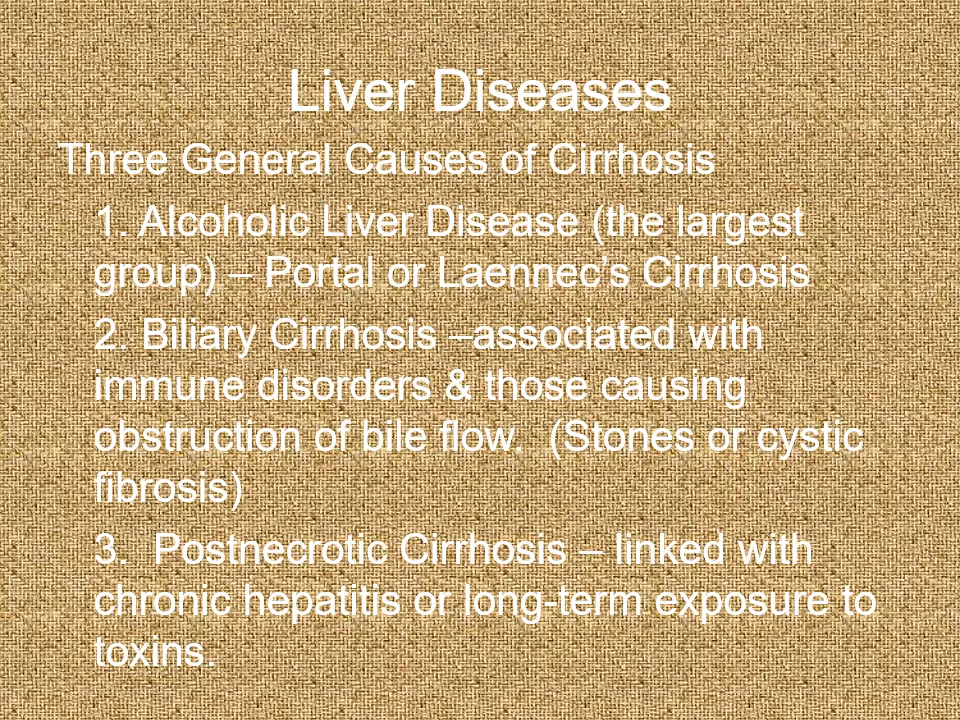 Liver Diseases
Three General Causes of Cirrhosis
1. Alcoholic Liver Disease (the largest
group) – Portal or Laennec's Cirrhosis
2. Biliary Cirrhosis –associated with
immune disorders & those causing
obstruction of bile flow.  (Stones or cystic
fibrosis)
3.  Postnecrotic Cirrhosis – linked with
chronic hepatitis or long-term exposure to
toxins.